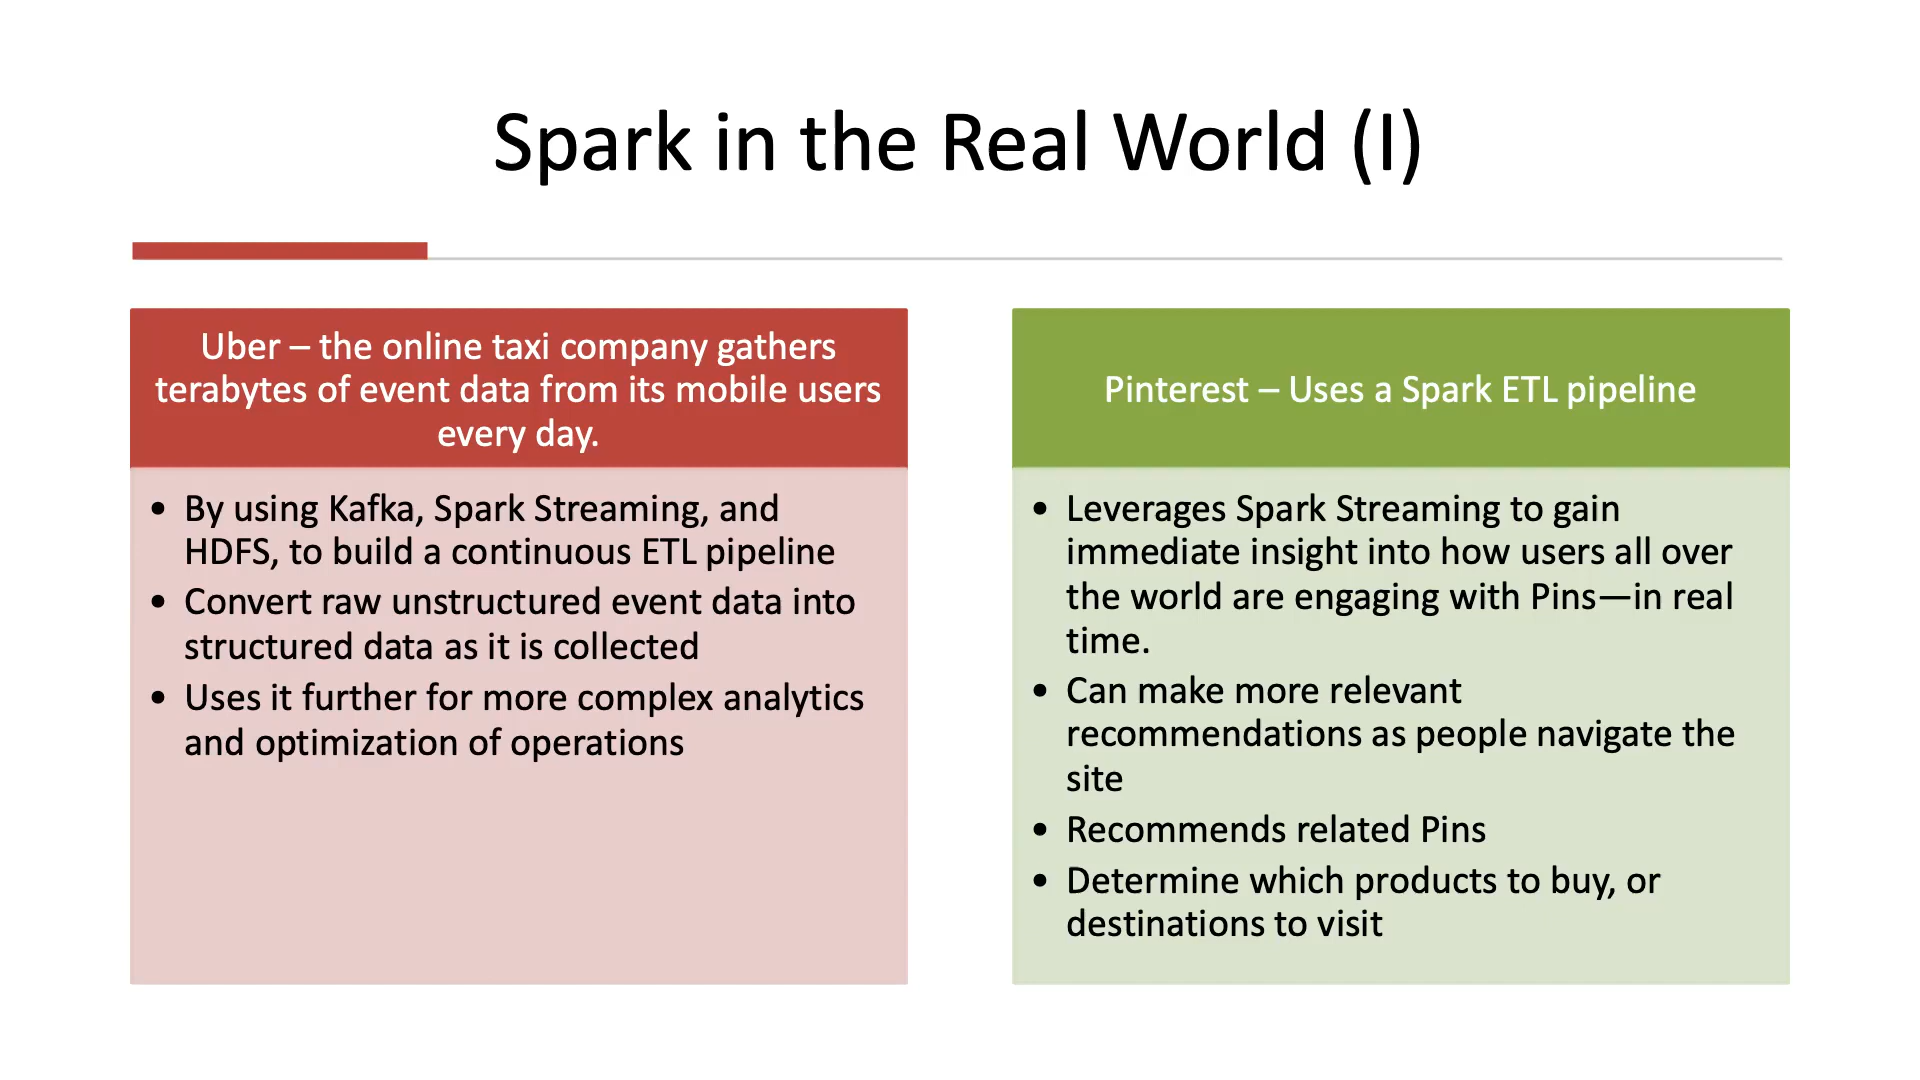 Spark in the Real World (I)
Uber – the online taxi company gathers
terabytes of event data from its mobile users
every day.
• By using Kafka, Spark Streaming, and
HDFS, to build a continuous ETL pipeline
• Convert raw unstructured event data into
structured data as it is collected
• Uses it further for more complex analytics
and optimization of operations
Pinterest – Uses a Spark ETL pipeline
• Leverages Spark Streaming to gain
immediate insight into how users all over
the world are engaging with Pins—in real
time.
• Can make more relevant
recommendations as people navigate the
site
• Recommends related Pins
• Determine which products to buy, or
destinations to visit